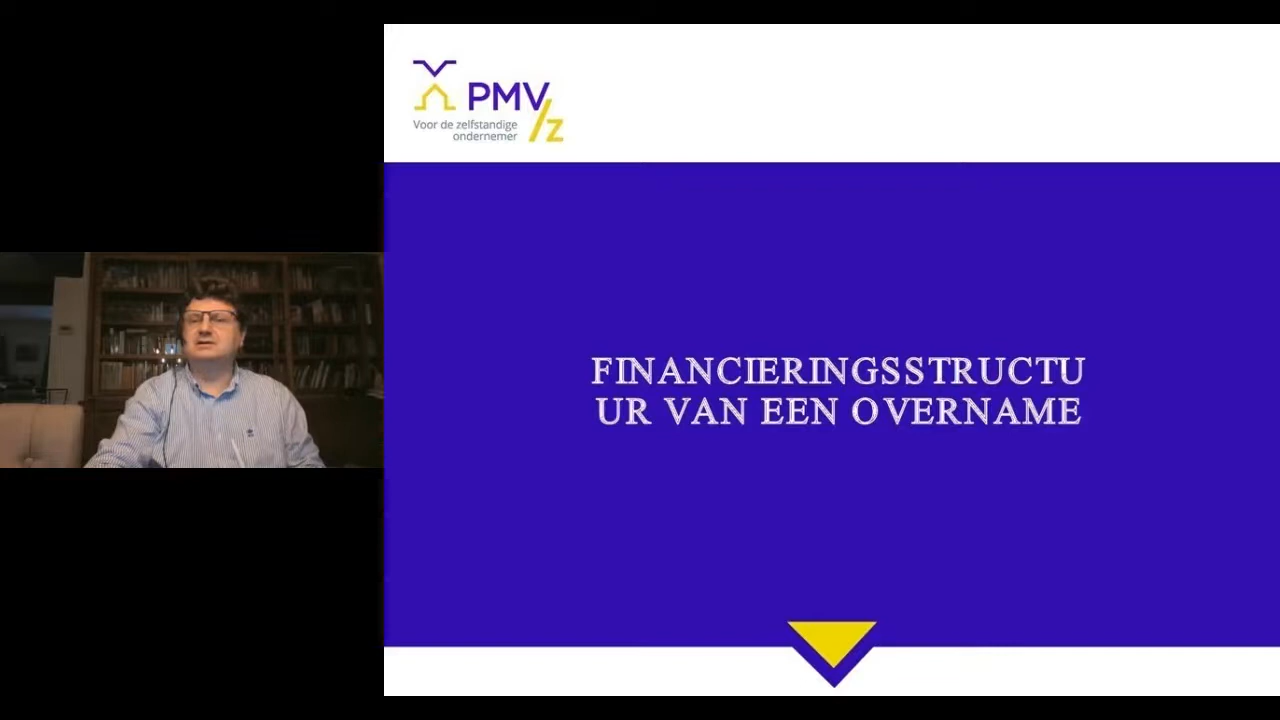 PMV/z
Voor de zelfstandige
ondernemer
FINANCIERINGSSTRUCTU
UR VAN EEN OVERNAME